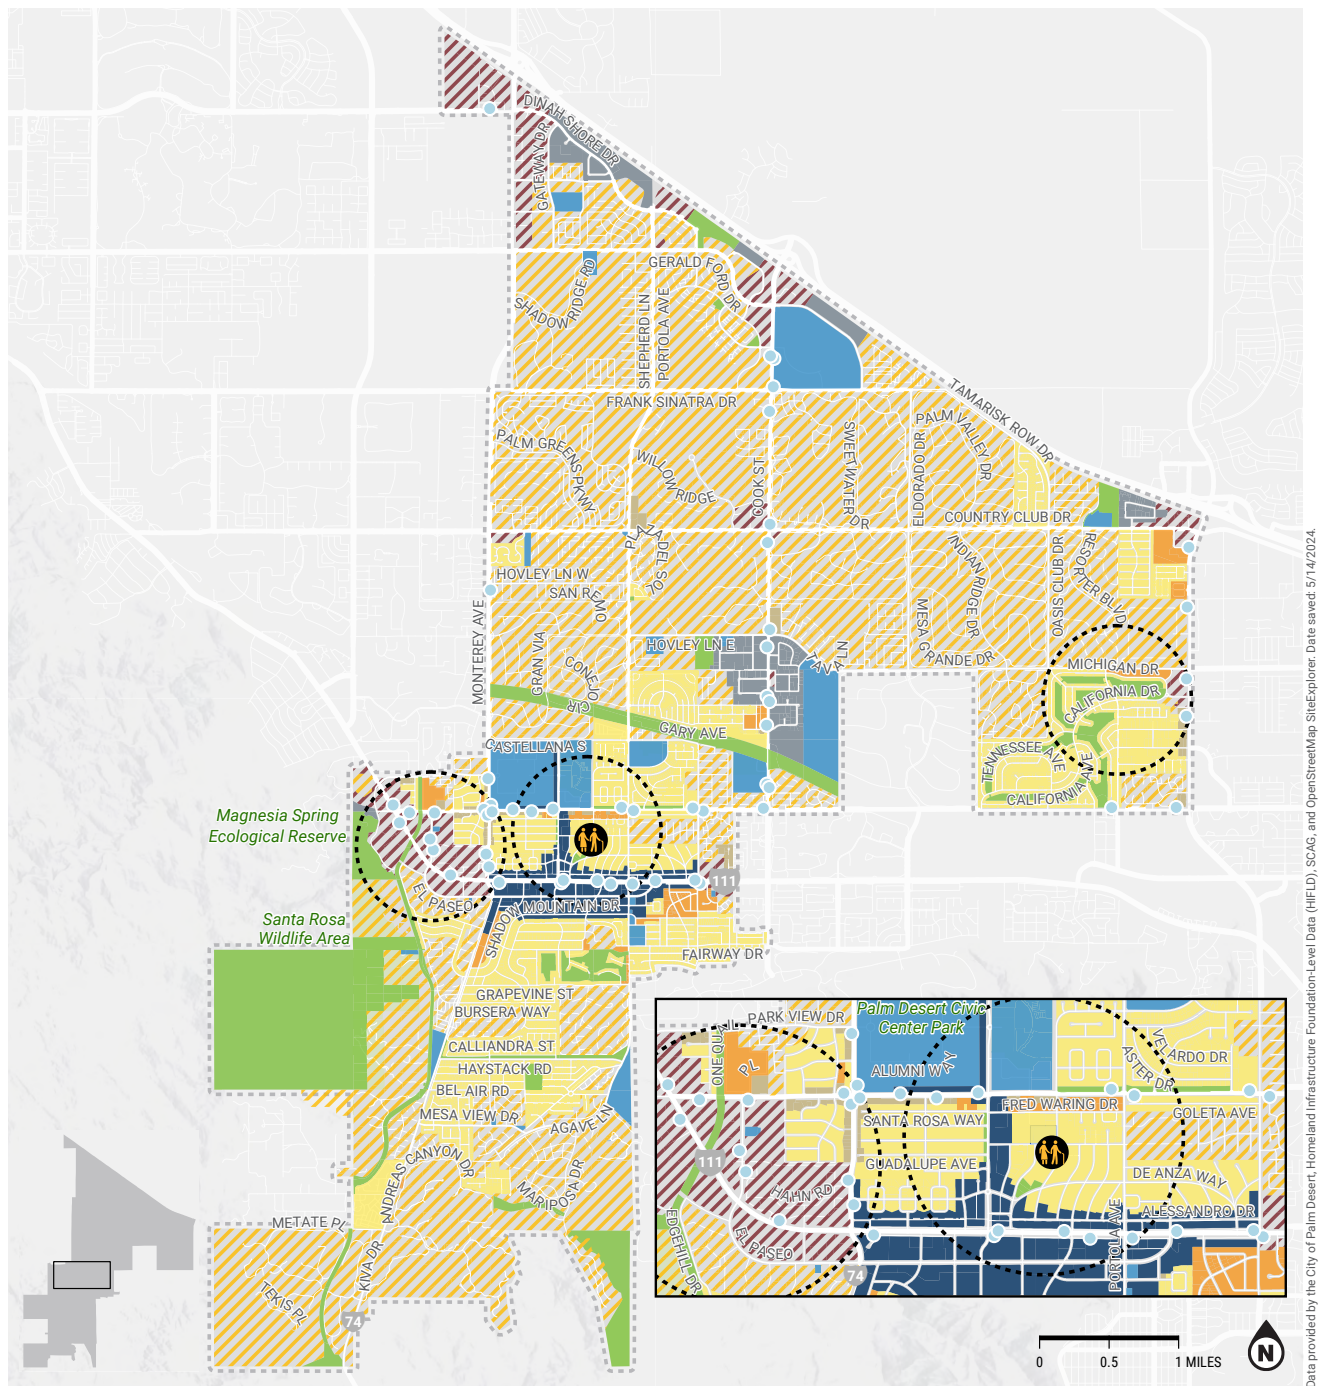 DINAH SHORE DR
GATEWAY DR
GERALD FORD DR
SHADOW RIDGE RD
SHEPHERD LN
PORTOLA AVE
FRANK SINATRA DR
TAMARISK ROW DR
PALM GREENS PKWY
WILLOW RIDGE
COOK ST
SWEETWATER DR
ELDORADO DR
PALM VALLEY DR
COUNTRY CLUB DR
PLAZA DEL SOL
HOVLEY LN W
SAN REMO
INDIAN RIDGE DR
OASIS CLUB DR
RESORTER BLVD
MONTEREY AVE
GRAN VIA
CONEJO CIR
HOVLEY LN E
TAVA LN
MESA GRANDE DR
MICHIGAN DR
CALIFORNIA DR
GARY AVE
CASTELLANA S
TENNESSEE AVE
CALIFORNIA AVE
Magnesia Spring
Ecological Reserve
EL PASEO
111
SHADOW MOUNTAIN DR
Santa Rosa
Wildlife Area
FAIRWAY DR
GRAPEVINE ST
BURSERA WAY
CALLIANDRA ST
HAYSTACK RD
BEL AIR RD
MESA VIEW DR
AGAVE LN
ANDREAS CANYON DR
MARIPOSA DR
METATE PL
KIVA DR
TEKIS PL
74
Palm Desert Civic
Center Park
PARK VIEW DR
ONE QUAIL PL
ALUMNI WAY
VELARDO DR
ASTER DR
FRED WARING DR
GOLETA AVE
SANTA ROSA WAY
GUADALUPE AVE
DE ANZA WAY
111
HAHN RD
ALESSANDRO DR
PORTOLA AVE
EDGEHILL DR
EL PASEO
74
0 0.5 1 MILES
N
Data provided by the City of Palm Desert, Homeland Infrastructure Foundation-Level Data (HIFLD), SCAG, and OpenStreetMap SiteExplorer. Date saved: 5/14/2024.